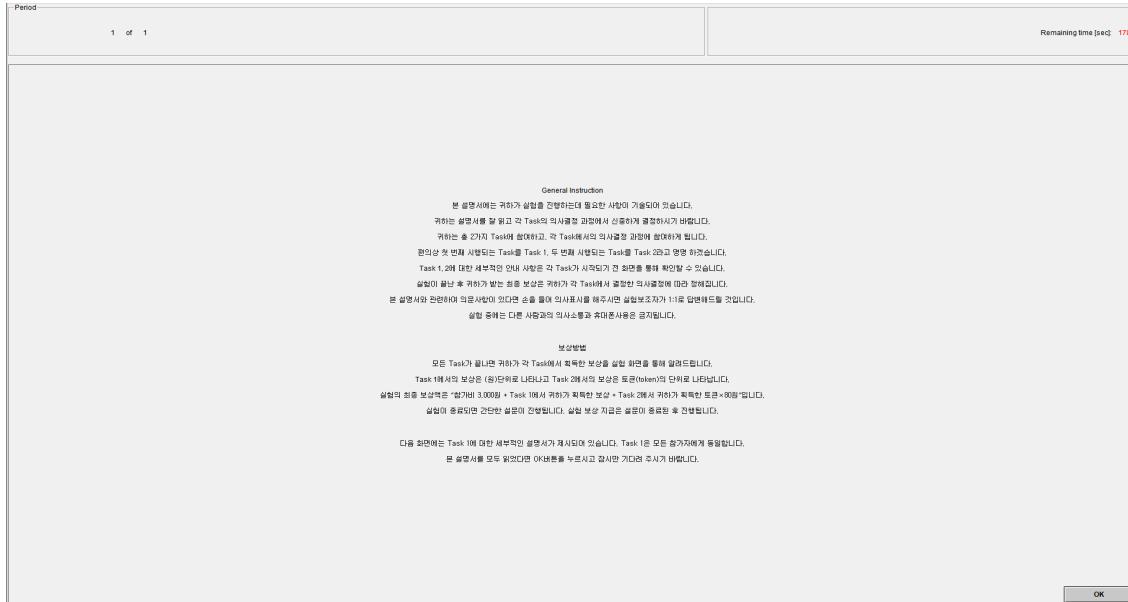 Period
1 of 1
Remaining time [sec]:
General Instruction
본 설명서에는 귀하가 실험을 진행하는데 필요한 사항이 기술되어 있습니다.
귀하는 설명서를 잘 읽고 각 Task의 의사결정 과정에서 신중하게 결정하시기 바랍니다.
귀하는 총 2가지 Task에 참여하고, 각 Task에서의 의사결정 과정에 참여하게 됩니다.
편의상 첫 번째 시행되는 Task를 Task 1, 두 번째 시행되는 Task를 Task 2라고 명명 하겠습니다.
Task 1, 2에 대한 세부적인 안내 사항은 각 Task가 시작되기 전 화면을 통해 확인할 수 있습니다.
실험이 끝난 후 귀하가 받는 최종 보상은 귀하가 각 Task에서 결정한 의사결정에 따라 정해집니다.
본 설명서와 관련하여 의문사항이 있다면 손을 들어 의사표시를 해주시면 실험보조자가 1:1로 답변해드릴 것입니다.
실험 중에는 다른 사람과의 의사소통과 휴대폰사용은 금지됩니다.
보상방법
모든 Task가 끝나면 귀하가 각 Task에서 획득한 보상을 실험 화면을 통해 알려드립니다.
Task 1에서의 보상은 (원)단위로 나타나고 Task 2에서의 보상은 토큰(token)의 단위로 나타납니다.
실험의 최종 보상액은 "참가비 3,000원 + Task 1에서 귀하가 획득한 보상 + Task 2에서 귀하가 획득한 토큰×80원"입니다.
실험이 종료되면 간단한 설문이 진행됩니다. 실험 보상 지급은 설문이 종료된 후 진행됩니다.
다음 화면에는 Task 1에 대한 세부적인 설명서가 제시되어 있습니다. Task 1은 모든 참가자에게 동일합니다.
본 설명서를 모두 읽었다면 OK버튼을 누르시고 잠시만 기다려 주시기 바랍니다.
OK